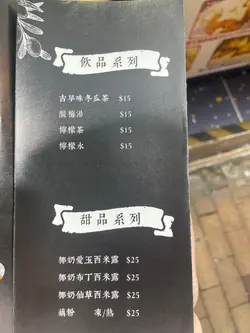 飲品系列
古早味冬瓜茶 $15
酸梅湯 $15
檸檬茶 $15
檸檬水 $15
甜品系列
椰奶愛玉西米露 $25
椰奶布丁西米露 $25
椰奶仙草西米露 $25
藕粉 凍/熱 $25